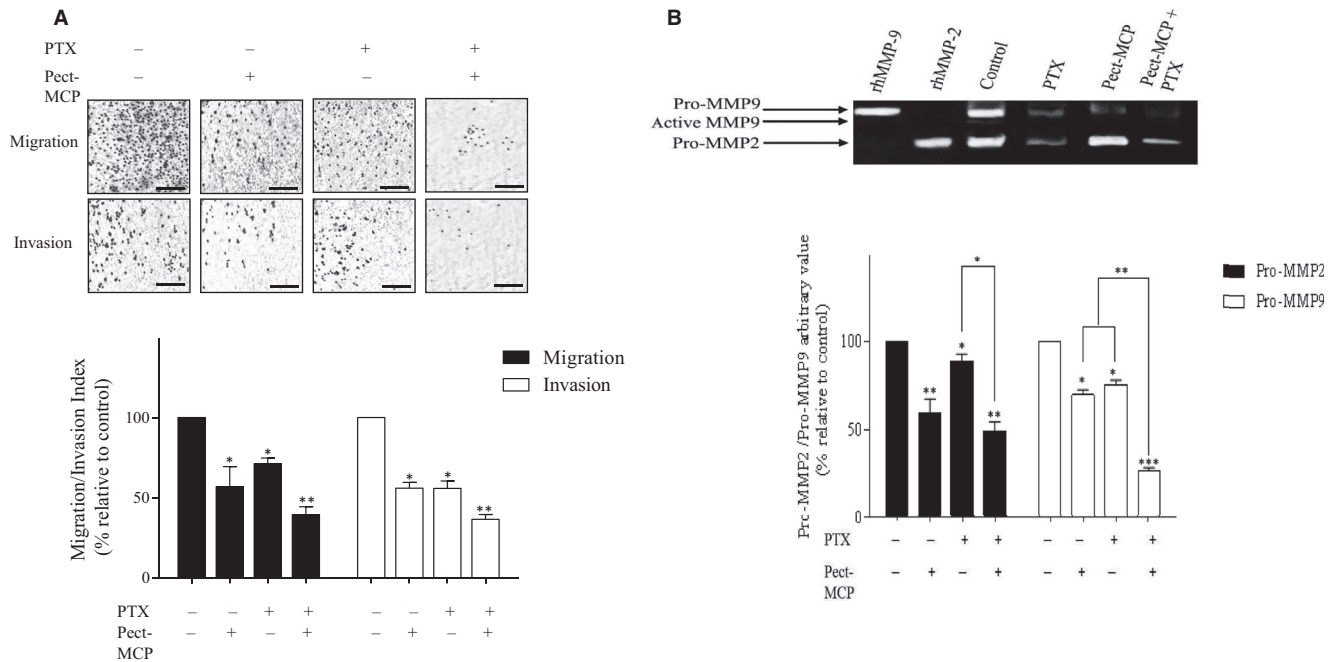 A
PTX – – + +
Pect-MCP – + – +
Migration
Invasion
Migration/Invasion Index
(% relative to control)
100
50
0
* * ** * * **
Migration
Invasion
PTX – – + + – – + +
Pect-MCP – + – + – + – +
B
rhMMP-9
rhMMP-2
Control
PTX
Pect-MCP
Pect-MCP +
PTX
Pro-MMP9
Active MMP9
Pro-MMP2
Prc-MMP2 /Pro-MMP9 arbitrary value
(% relative to control)
100
50
0
* **
** * ** * * ***
Pro-MMP2
Pro-MMP9
PTX – – + + – – + +
Pect-MCP – + – + – + – +